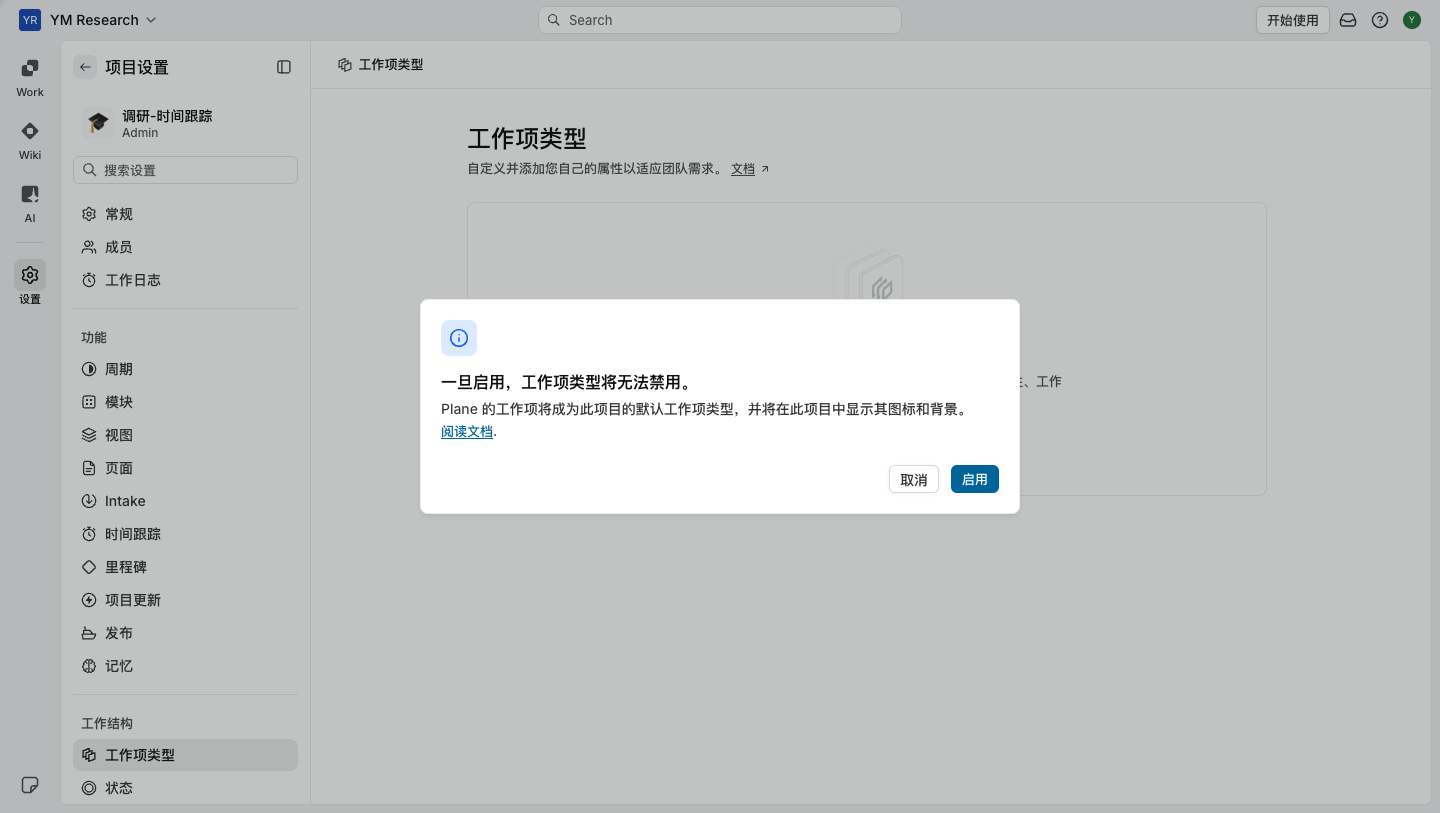 YR YM Research
Search
开始使用
Y
Work
Wiki
AI
设置
项目设置
调研-时间跟踪
Admin
搜索设置
常规
成员
工作日志
功能
周期
模块
视图
页面
Intake
时间跟踪
里程碑
项目更新
发布
记忆
工作结构
工作项类型
状态
工作项类型
工作项类型
自定义并添加您自己的属性以适应团队需求。 文档
、工作
一旦启用，工作项类型将无法禁用。
Plane 的工作项将成为此项目的默认工作项类型，并将在此项目中显示其图标和背景。
阅读文档.
取消
启用